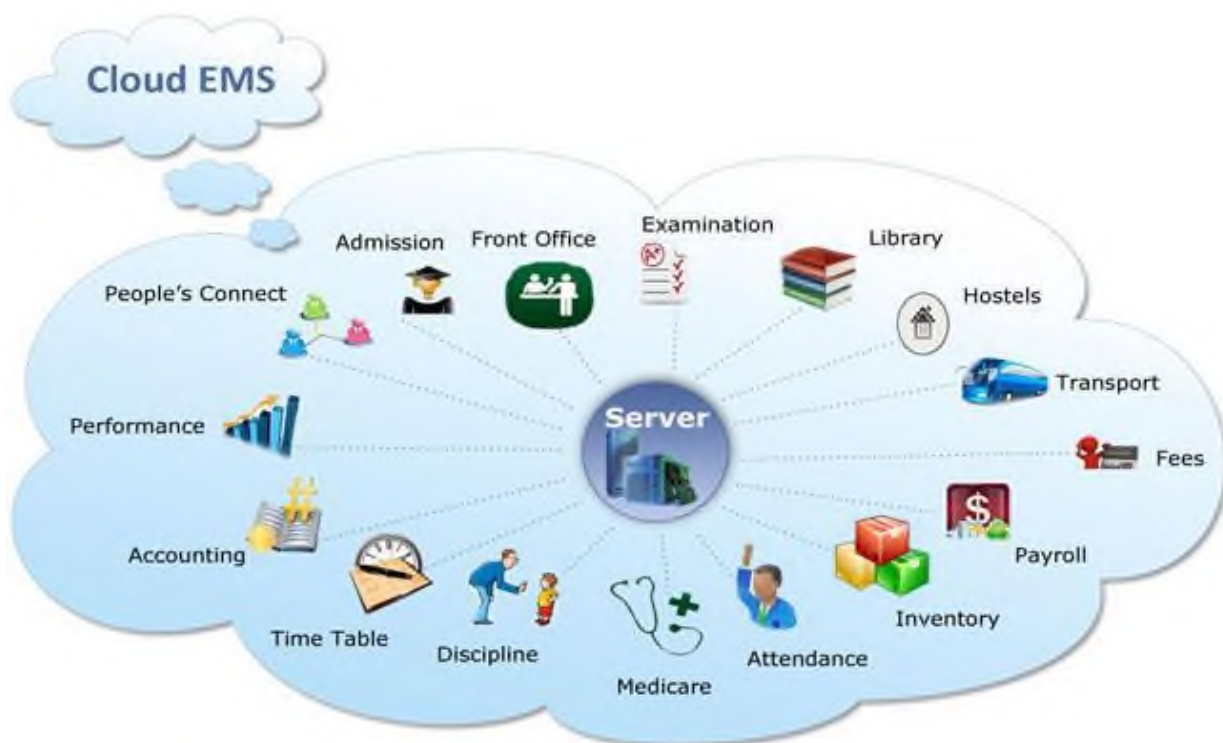 Cloud EMS
Examination
Admission
Front Office
Library
People's Connect
Hostels
Transport
Server
Performance
Fees
Accounting
Payroll
Inventory
Time Table
Discipline
Attendance
Medicare
A+
#
$